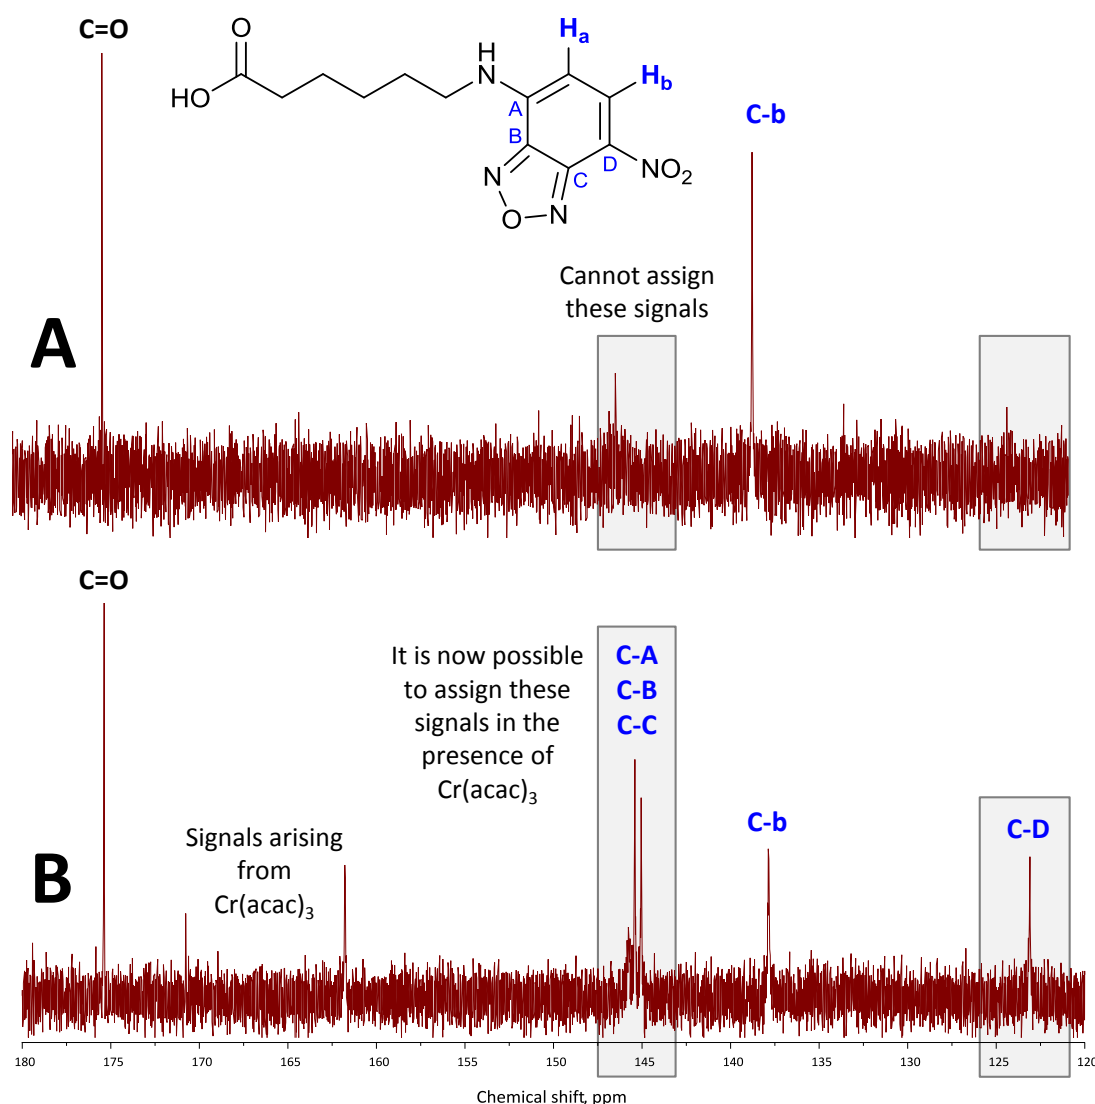 C=O
O
HO
H
N
Hₐ
H_b
A
B
C
D
N
O
N
NO₂
C-b
Cannot assign
these signals
A
C=O
It is now possible
to assign these
signals in the
presence of
Cr(acac)₃
C-A
C-B
C-C
Signals arising
from
Cr(acac)₃
C-b
C-D
B
180 175 170 165 160 155 150 145 140 135 130 125 120
Chemical shift, ppm